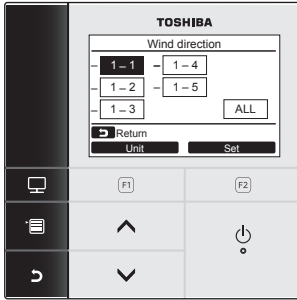 TOSHIBA
Wind direction
– 1 – 1 – 1 – 4
– 1 – 2 – 1 – 5
– 1 – 3 ALL
Return
Unit Set
F1 F2